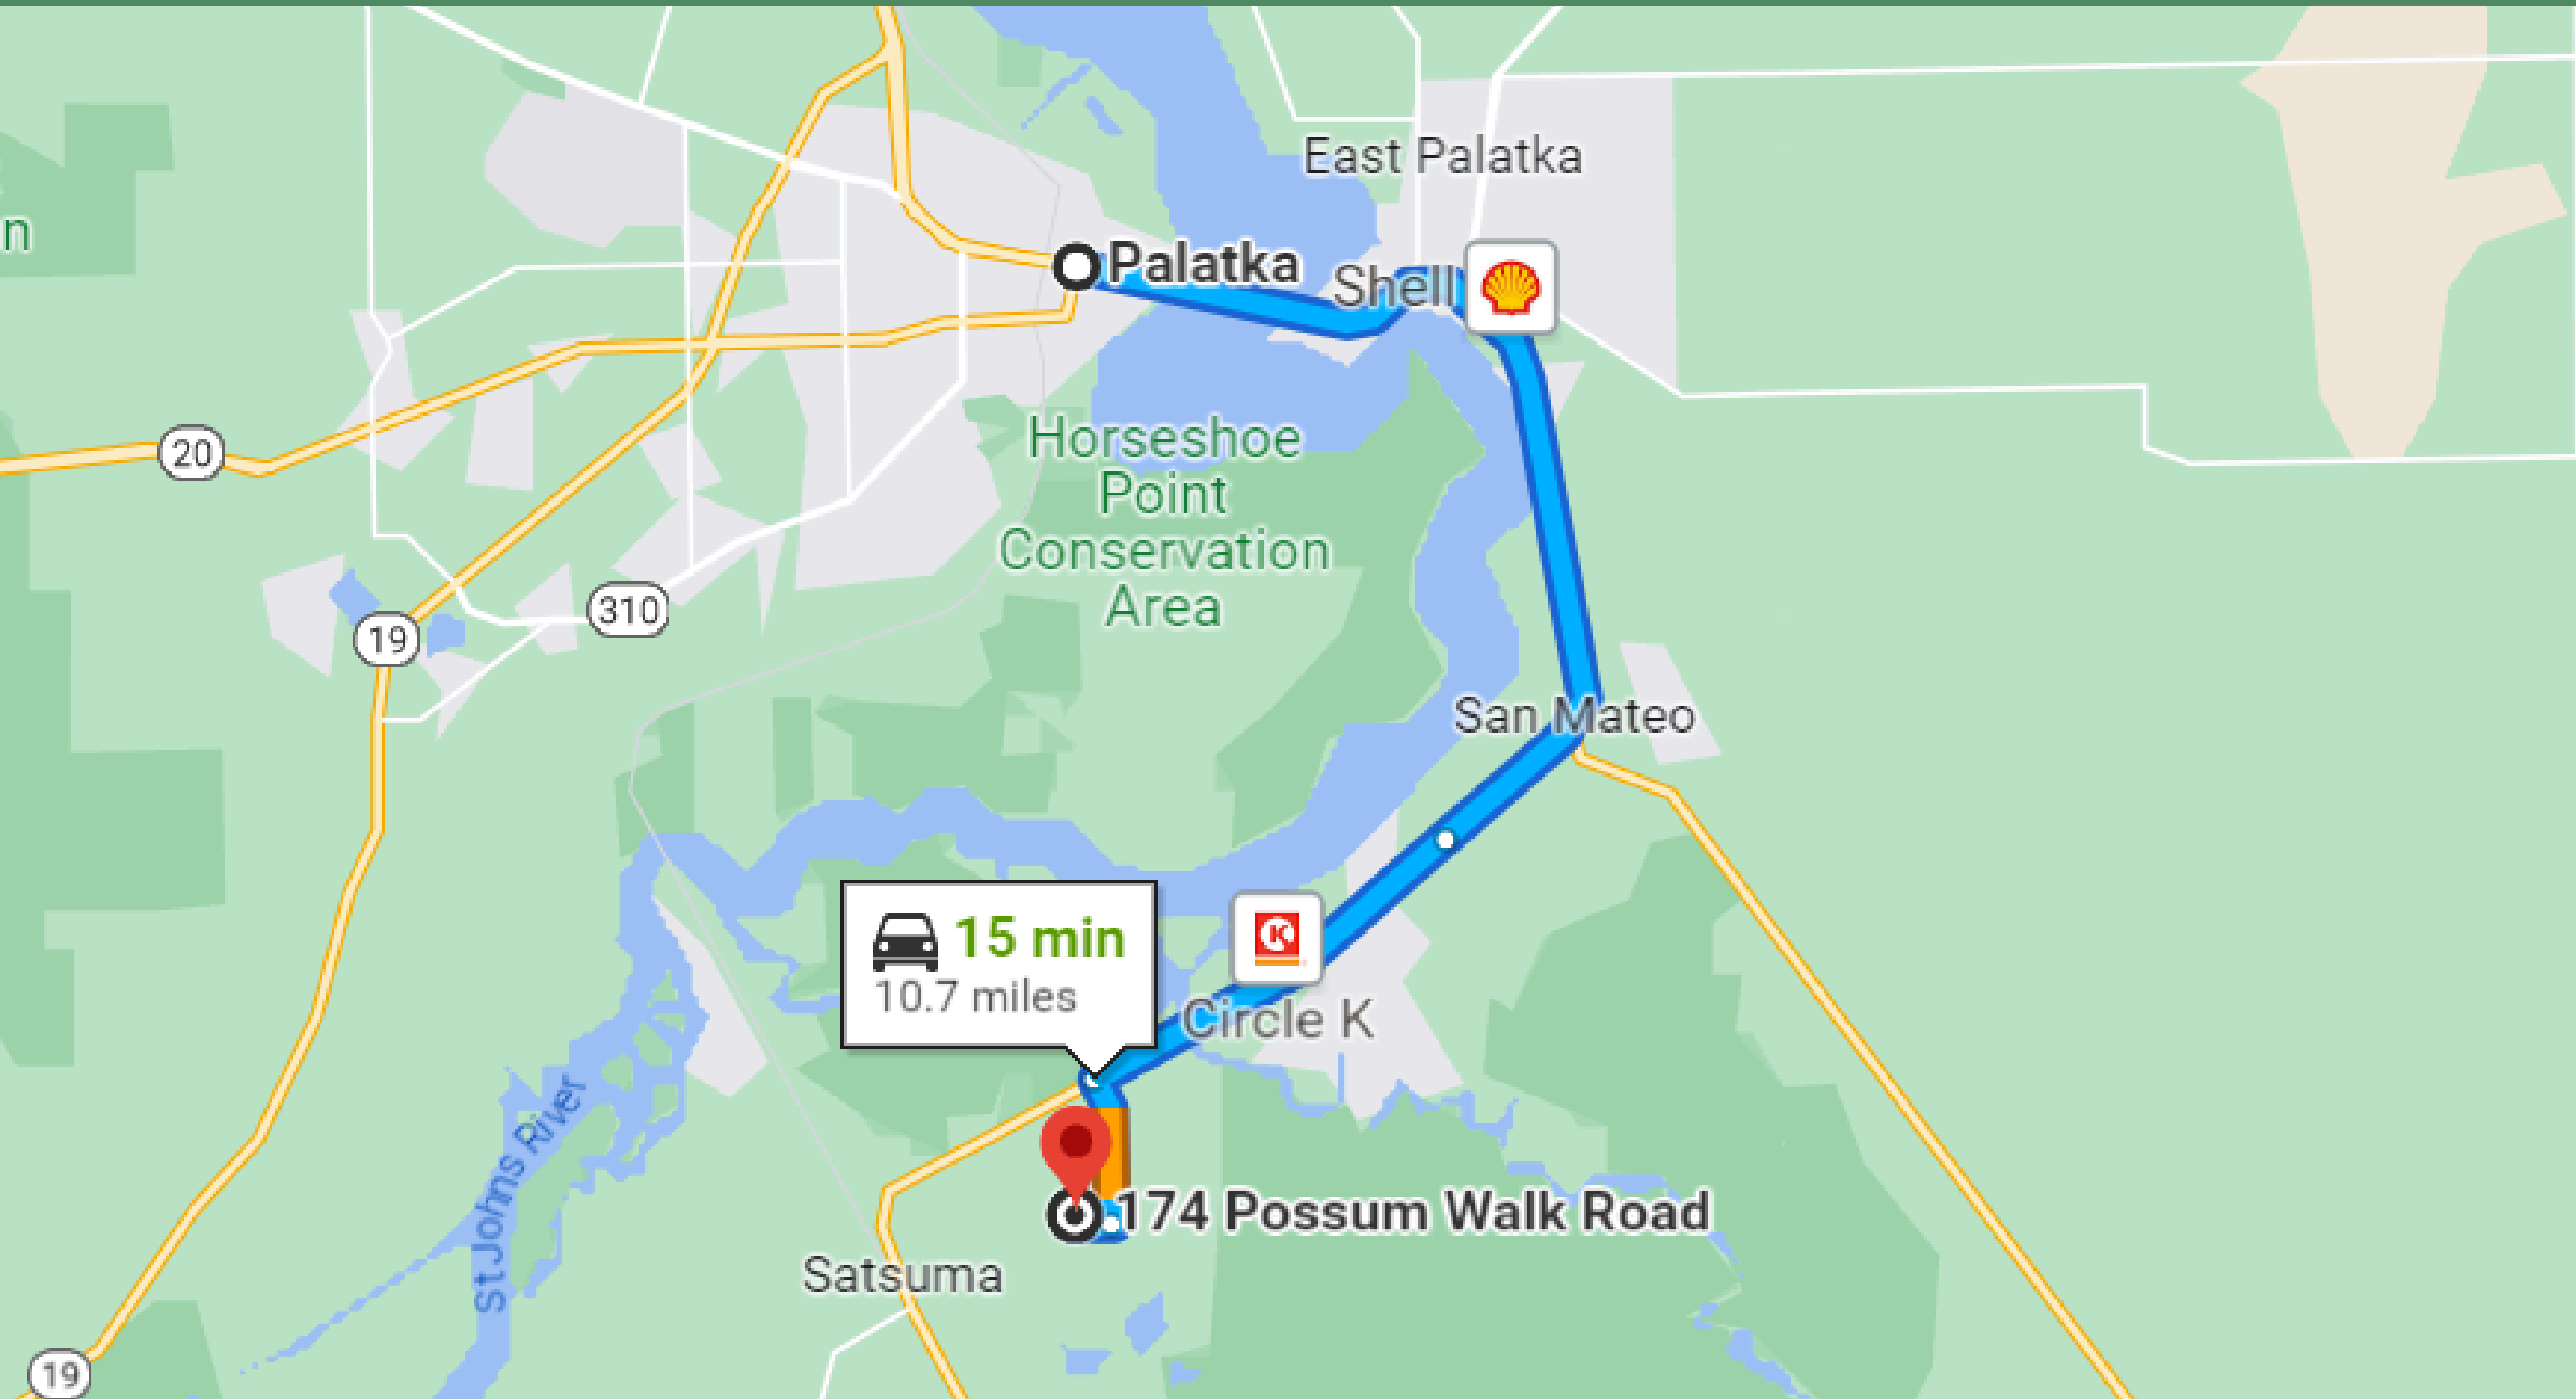 East Palatka
n
Palatka
Shell
20
Horseshoe
Point
Conservation
Area
310
19
San Mateo
15 min
10.7 miles
K
Circle K
St Johns River
174 Possum Walk Road
Satsuma
19